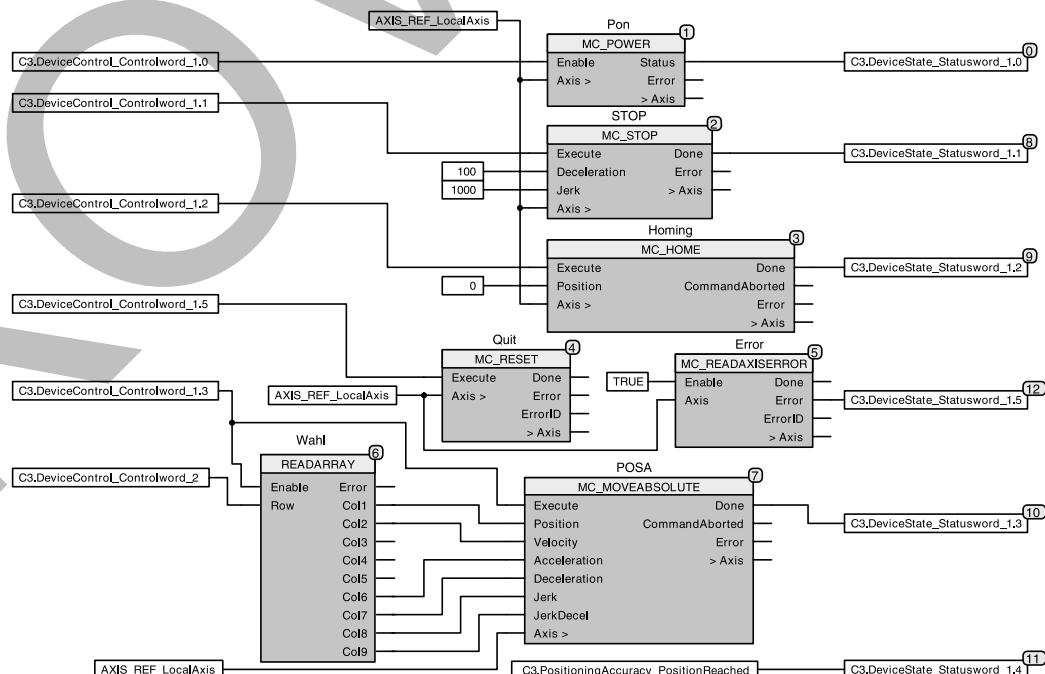 AXIS_REF_LocalAxis
Pon
1
MC_POWER
0
C3.DeviceControl_Controlword_1.0
Enable Status
C3.DeviceState_Statusword_1.0
Axis > Error
> Axis
C3.DeviceControl_Controlword_1.1
STOP
2
MC_STOP
8
Execute Done
C3.DeviceState_Statusword_1.1
100
Deceleration Error
1000
Jerk > Axis
Axis >
C3.DeviceControl_Controlword_1.2
Homing
3
MC_HOME
9
Execute Done
C3.DeviceState_Statusword_1.2
0
Position CommandAborted
Axis > Error
> Axis
C3.DeviceControl_Controlword_1.5
Quit
4
MC_RESET
Execute Done
Axis > Error
ErrorID
> Axis
AXIS_REF_LocalAxis
Error
5
MC_READAXISERROR
TRUE
Enable Done
Axis Error
ErrorID
> Axis
12
C3.DeviceState_Statusword_1.5
C3.DeviceControl_Controlword_1.3
Wahl
6
READARRAY
C3.DeviceControl_Controlword_2
Enable Error
Row Col1
Col2
Col3
Col4
Col5
Col6
Col7
Col8
Col9
POSA
7
MC_MOVEABSOLUTE
Execute Done
Position CommandAborted
Velocity Error
Acceleration > Axis
Deceleration
Jerk
JerkDecel
Axis >
10
C3.DeviceState_Statusword_1.3
AXIS_REF_LocalAxis
C3.PositioningAccuracy_PositionReached
11
C3.DeviceState_Statusword_1.4